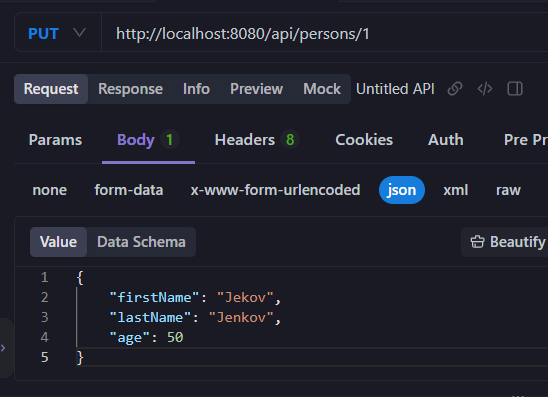 PUT http://localhost:8080/api/persons/1
Request Response Info Preview Mock Untitled API
Params Body 1 Headers 8 Cookies Auth Pre Pr
none form-data x-www-form-urlencoded json xml raw
Value Data Schema Beautify
1 {
2 "firstName": "Jekov",
3 "lastName": "Jenkov",
4 "age": 50
5 }